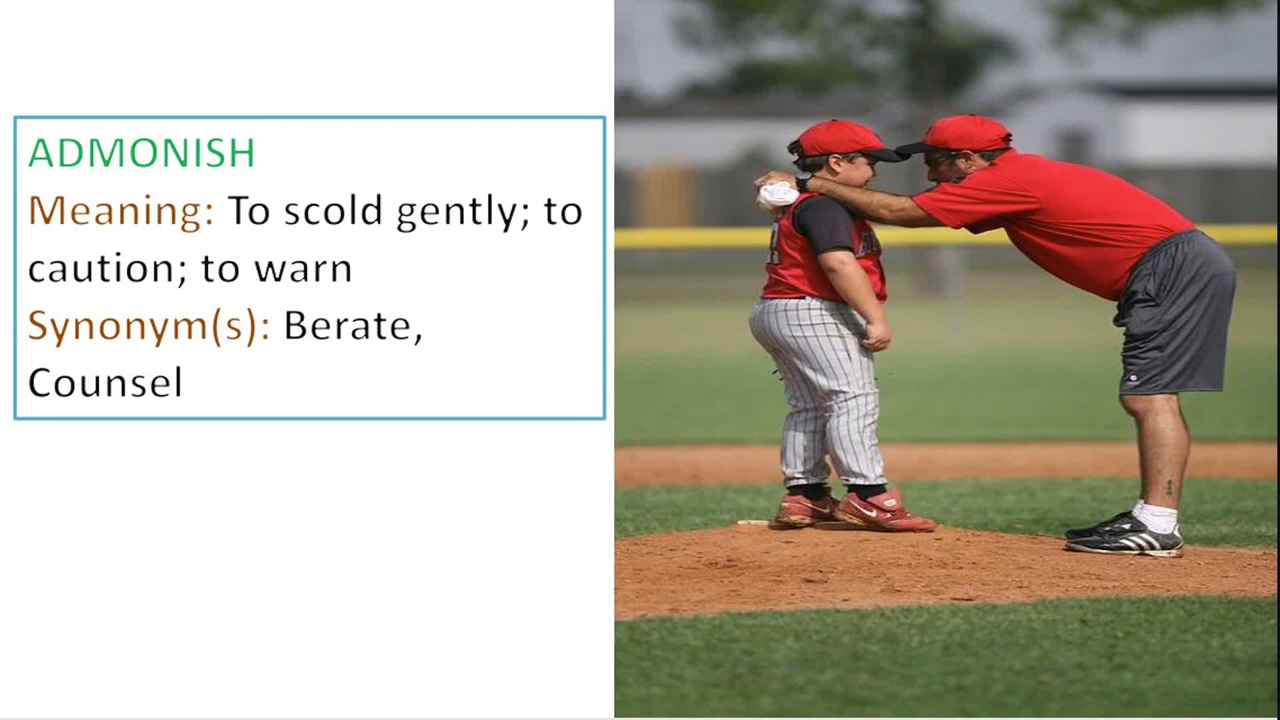 ADMONISH
Meaning: To scold gently; to
caution; to warn
Synonym(s): Berate,
Counsel